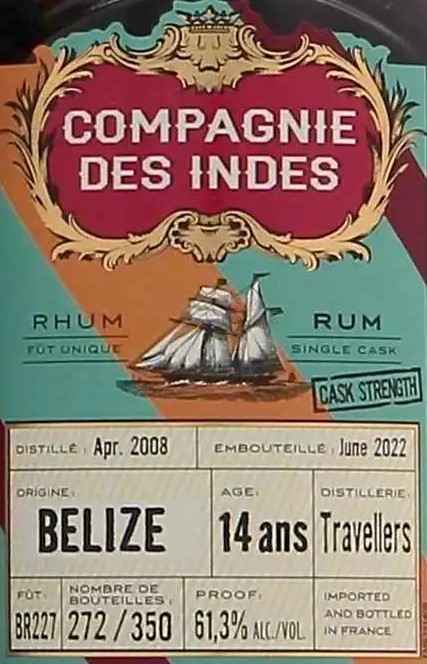 COMPAGNIE
DES INDES
RHUM
FÛT UNIQUE
RUM
SINGLE CASK
CASK STRENGTH
DISTILLÉ: Apr. 2008
EMBOUTEILLÉ: June 2022
ORIGINE:
BELIZE
AGE:
14 ans
DISTILLERIE:
Travellers
FÛT:
BR227
NOMBRE DE
BOUTEILLES:
272/350
PROOF:
61,3% ALC./VOL.
IMPORTED
AND BOTTLED
IN FRANCE